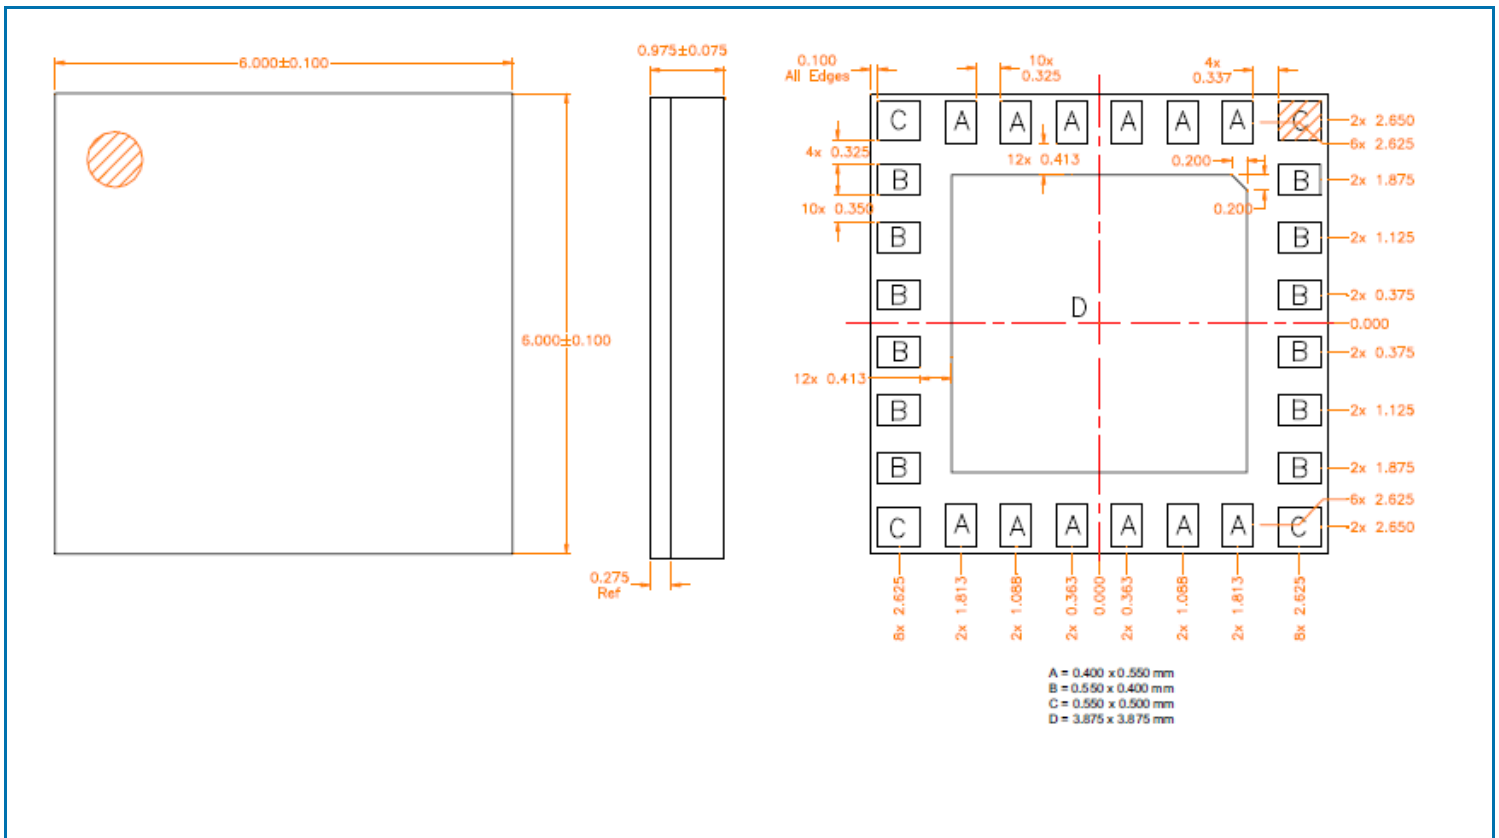 6.000±0.100
6.000±0.100
0.975±0.075
0.275
Ref
0.100
All Edges
10x
0.325
4x
0.337
4x 0.325
10x 0.350
12x 0.413
0.200
0.200
12x 0.413
C A A A A A A C
B B
B B
B B
D
B B
B B
B B
C A A A A A A C
2x 2.650
6x 2.625
2x 1.875
2x 1.125
2x 0.375
0.000
2x 0.375
2x 1.125
2x 1.875
6x 2.625
2x 2.650
8x 2.625
2x 1.813
2x 1.088
2x 0.363
0.000
2x 0.363
2x 1.088
2x 1.813
8x 2.625
A = 0.400 x 0.550 mm
B = 0.550 x 0.400 mm
C = 0.550 x 0.500 mm
D = 3.875 x 3.875 mm